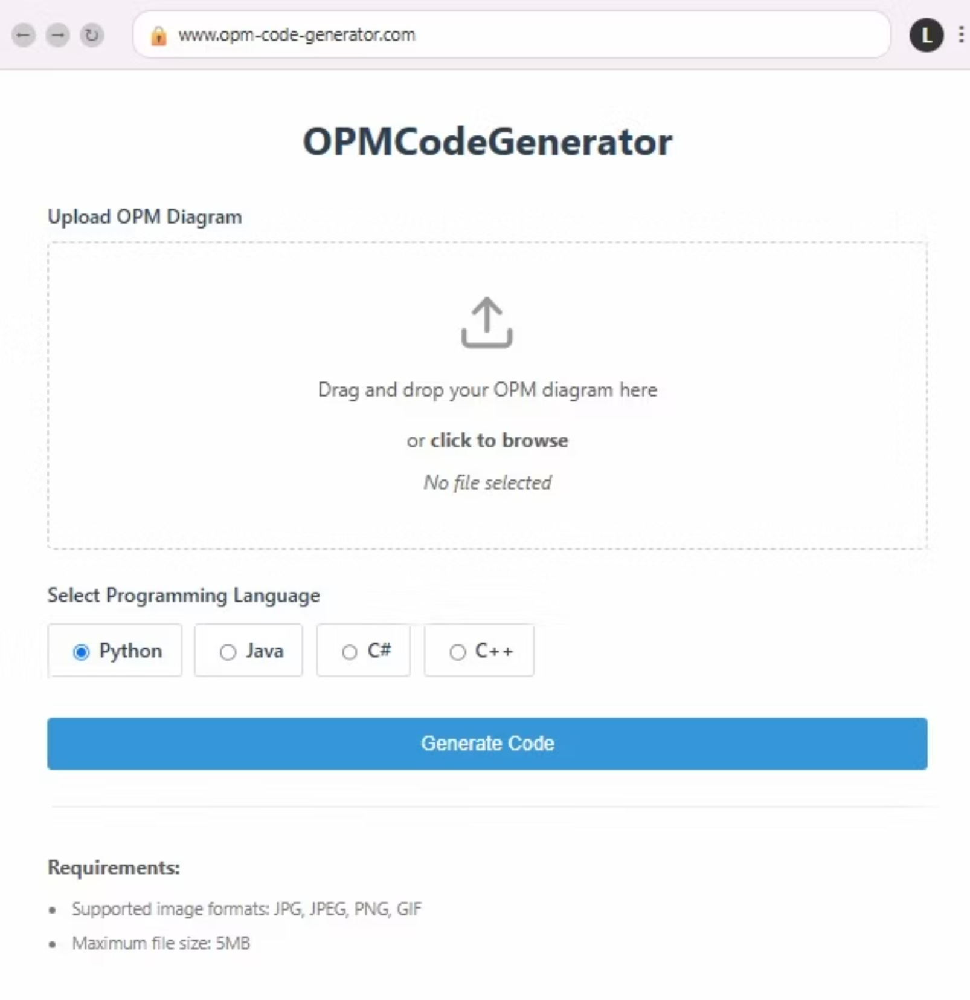 www.opm-code-generator.com
L
OPMCodeGenerator
Upload OPM Diagram
Drag and drop your OPM diagram here
or click to browse
No file selected
Select Programming Language
Python
Java
C#
C++
Generate Code
Requirements:
• Supported image formats: JPG, JPEG, PNG, GIF
• Maximum file size: 5MB